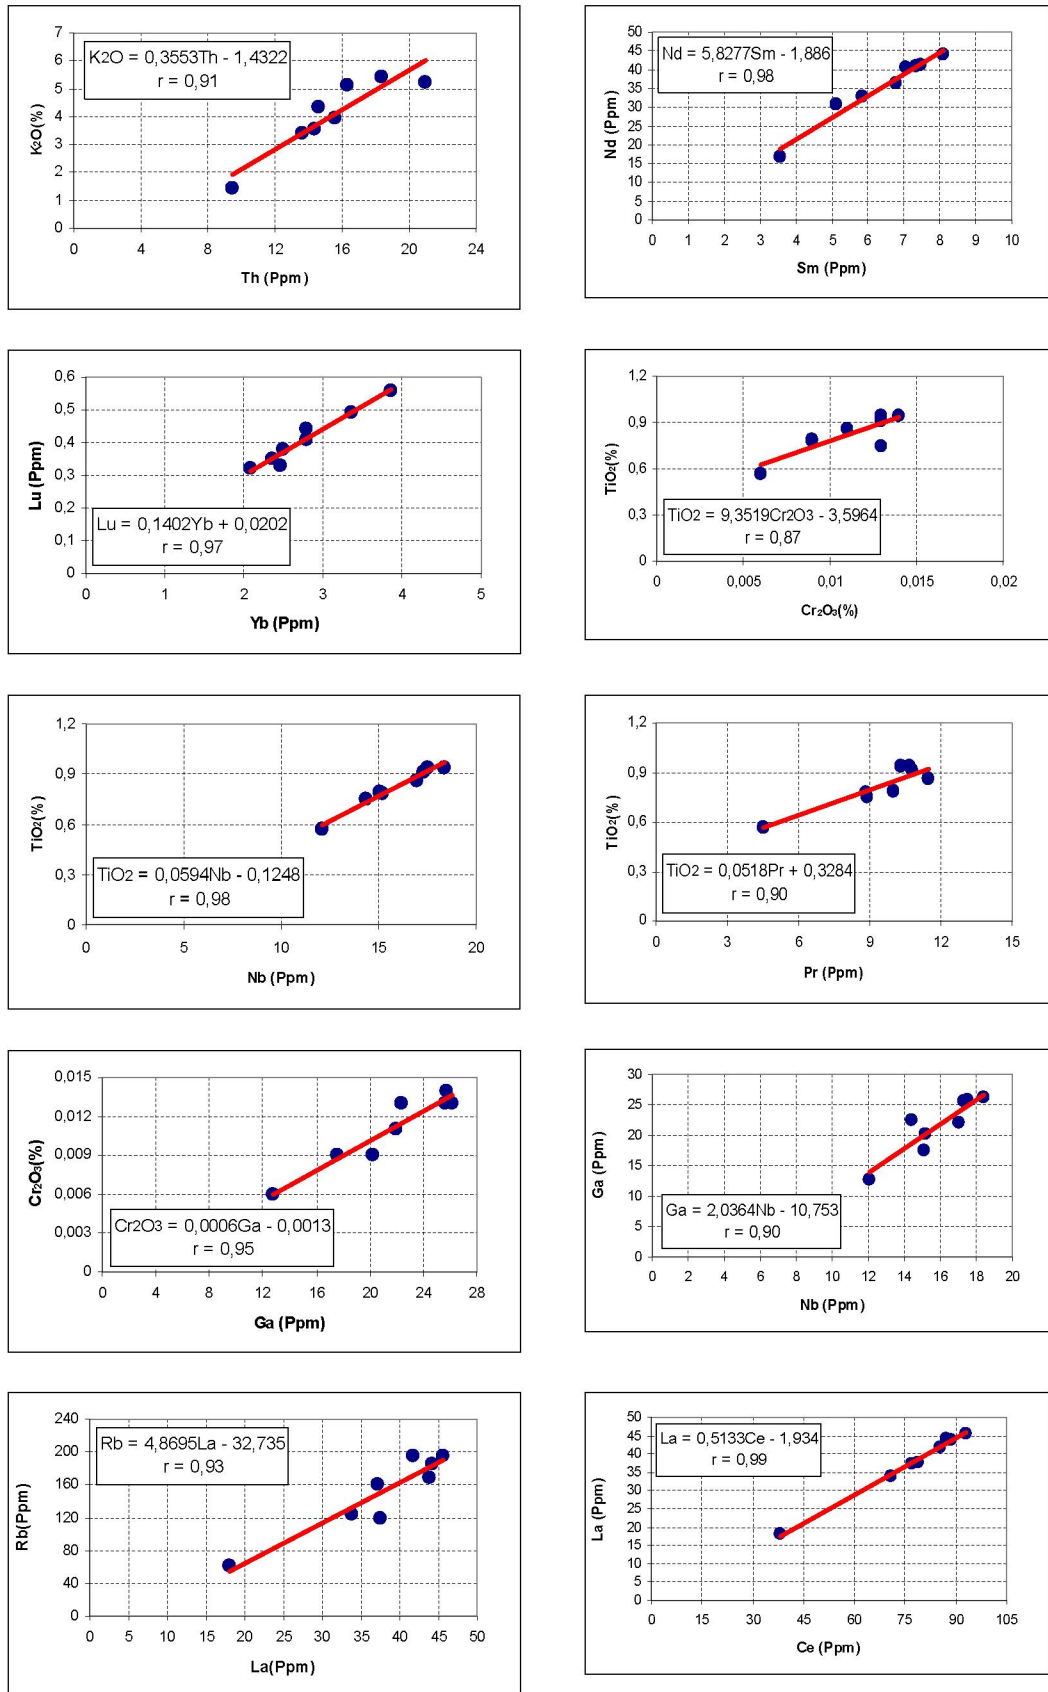 7
6
5
4
3
2
1
0
K2O(%)
K2O = 0,3553Th - 1,4322
r = 0,91
0 4 8 12 16 20 24
Th (Ppm)
50
45
40
35
30
25
20
15
10
5
0
Nd (Ppm)
Nd = 5,8277Sm - 1,886
r = 0,98
0 1 2 3 4 5 6 7 8 9 10
Sm (Ppm)
0,6
0,5
0,4
0,3
0,2
0,1
0
Lu (Ppm)
Lu = 0,1402Yb + 0,0202
r = 0,97
0 1 2 3 4 5
Yb (Ppm)
1,2
0,9
0,6
0,3
0
TiO2(%)
TiO2 = 9,3519Cr2O3 - 3,5964
r = 0,87
0 0,005 0,01 0,015 0,02
Cr2O3(%)
1,2
0,9
0,6
0,3
0
TiO2(%)
TiO2 = 0,0594Nb - 0,1248
r = 0,98
0 5 10 15 20
Nb (Ppm)
1,2
0,9
0,6
0,3
0
TiO2(%)
TiO2 = 0,0518Pr + 0,3284
r = 0,90
0 3 6 9 12 15
Pr (Ppm)
0,015
0,012
0,009
0,006
0,003
0
Cr2O3(%)
Cr2O3 = 0,0006Ga - 0,0013
r = 0,95
0 4 8 12 16 20 24 28
Ga (Ppm)
30
25
20
15
10
5
0
Ga (Ppm)
Ga = 2,0364Nb - 10,753
r = 0,90
0 2 4 6 8 10 12 14 16 18 20
Nb (Ppm)
240
200
160
120
80
40
0
Rb(Ppm)
Rb = 4,8695La - 32,735
r = 0,93
0 5 10 15 20 25 30 35 40 45 50
La(Ppm)
50
45
40
35
30
25
20
15
10
5
0
La (Ppm)
La = 0,5133Ce - 1,934
r = 0,99
0 15 30 45 60 75 90 105
Ce (Ppm)